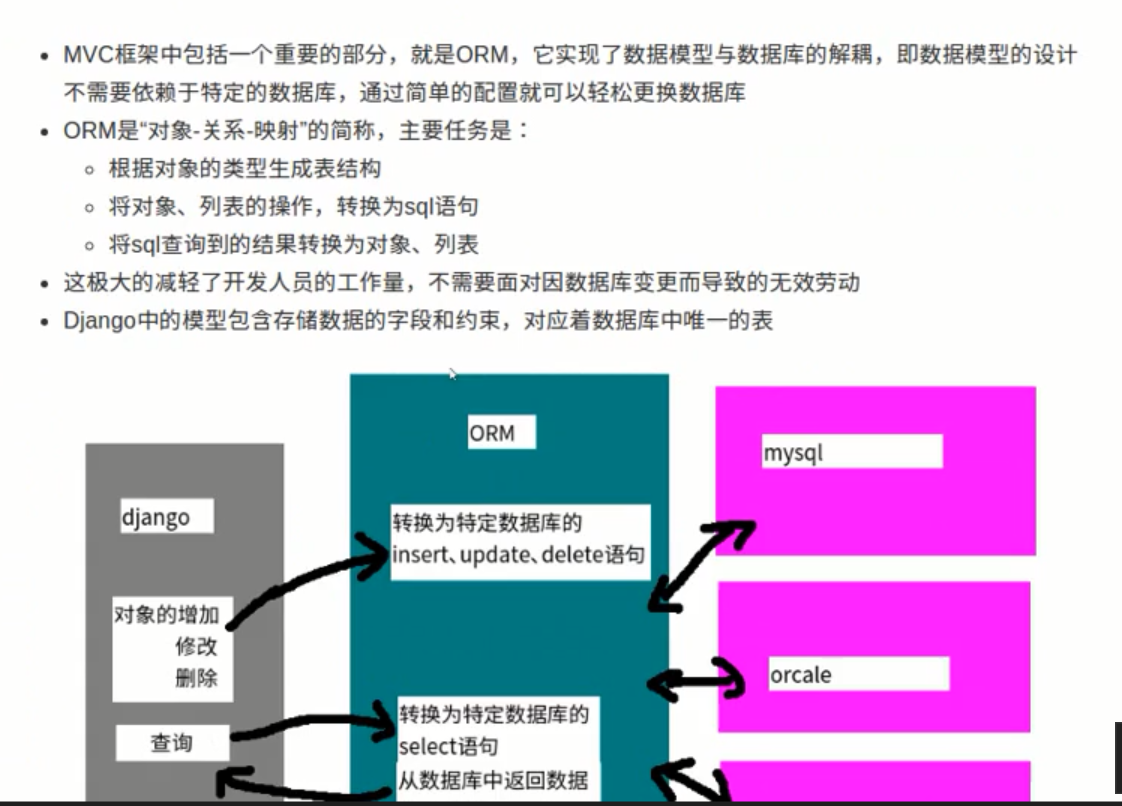 MVC框架中包括一个重要的部分，就是ORM，它实现了数据模型与数据库的解耦，即数据模型的设计
不需要依赖于特定的数据库，通过简单的配置就可以轻松更换数据库
ORM是“对象-关系-映射”的简称，主要任务是：
根据对象的类型生成表结构
将对象、列表的操作，转换为sql语句
将sql查询到的结果转换为对象、列表
这极大的减轻了开发人员的工作量，不需要面对因数据库变更而导致的无效劳动
Django中的模型包含存储数据的字段和约束，对应着数据库中唯一的表
django
对象的增加
修改
删除
查询
ORM
转换为特定数据库的
insert、update、delete语句
转换为特定数据库的
select语句
从数据库中返回数据
mysql
orcale